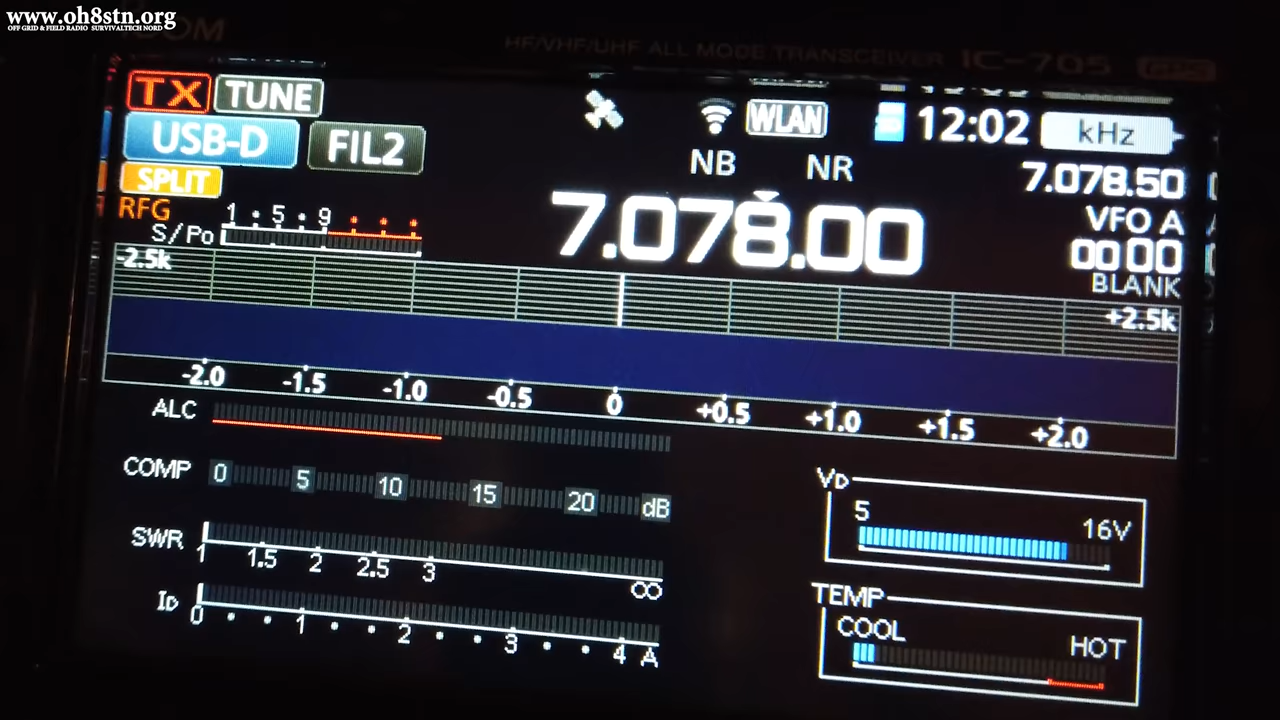 www.oh8stn.org
OFF GRID & FIELD RADIO SURVIVALTECH NORD
HF/VHF/UHF ALL MODE TRANSCEIVER IC-705
TX TUNE
WLAN 12:02 kHz
USB-D FIL2
NB NR
7.078.50
SPLIT
7.078.00
VFO A
RFG
1 • 5 • 9
S/Po
00 00
BLANK
-2.5k
+2.5k
-2.0 -1.5 -1.0 -0.5 0 +0.5 +1.0 +1.5 +2.0
ALC
COMP 0 5 10 15 20 dB
SWR
1 1.5 2 2.5 3 ∞
ID
0 • • 1 • • 2 • • 3 • • 4 A
VD
5 16V
TEMP
COOL HOT